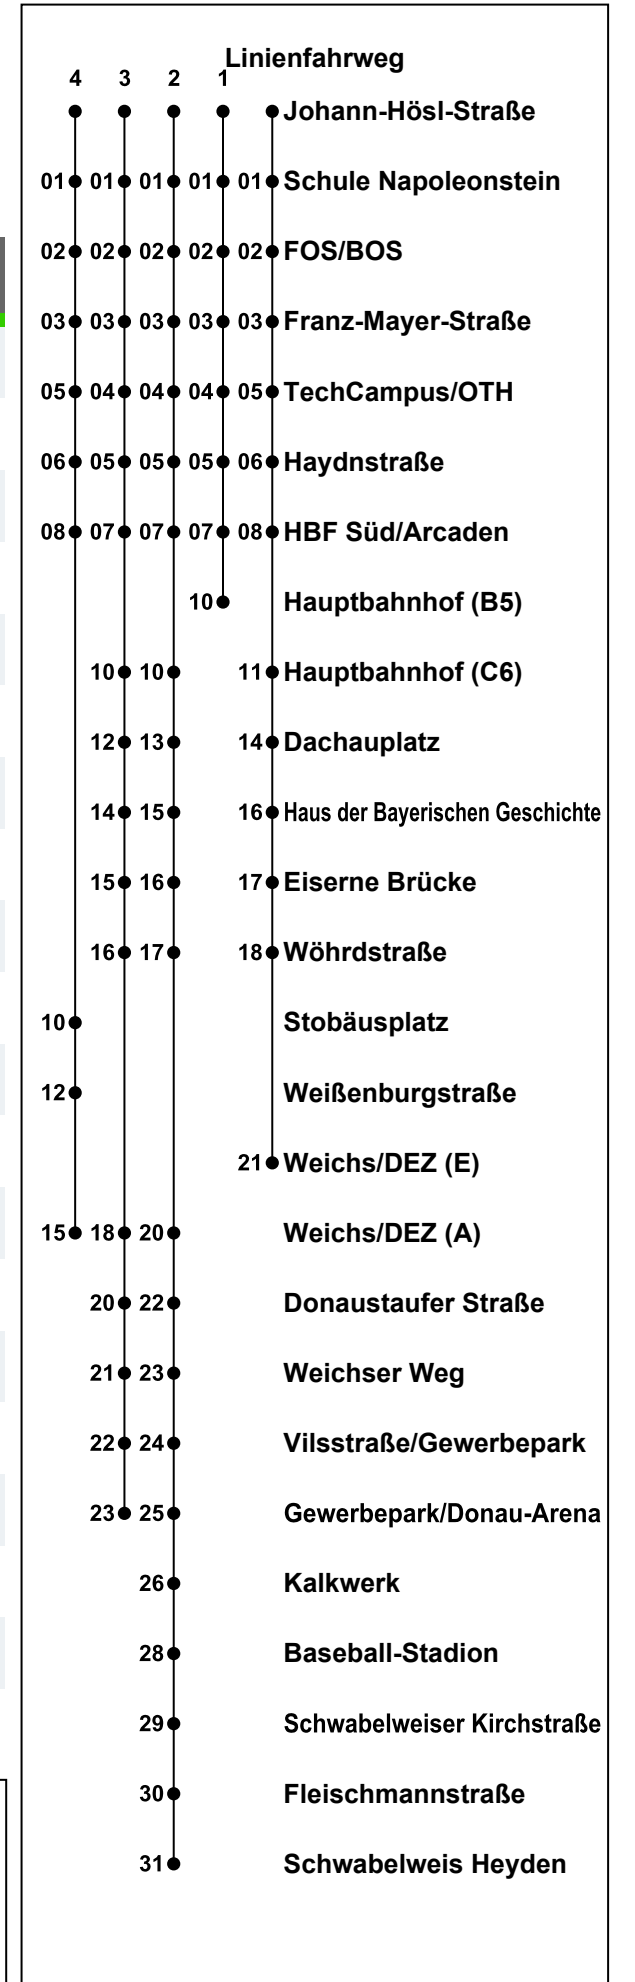 Linienfahrweg
4 3 2 1
Johann-Hösl-Straße
01 01 01 01 01 Schule Napoleonstein
02 02 02 02 02 FOS/BOS
03 03 03 03 03 Franz-Mayer-Straße
05 04 04 04 05 TechCampus/OTH
06 05 05 05 06 Haydnstraße
08 07 07 07 08 HBF Süd/Arcaden
10 Hauptbahnhof (B5)
10 10 11 Hauptbahnhof (C6)
12 13 14 Dachauplatz
14 15 16 Haus der Bayerischen Geschichte
15 16 17 Eiserne Brücke
16 17 18 Wöhrdstraße
10 Stobäusplatz
12 Weißenburgstraße
21 Weichs/DEZ (E)
15 18 20 Weichs/DEZ (A)
20 22 Donaustaufer Straße
21 23 Weichser Weg
22 24 Vilsstraße/Gewerbepark
23 25 Gewerbepark/Donau-Arena
26 Kalkwerk
28 Baseball-Stadion
29 Schwabelweiser Kirchstraße
30 Fleischmannstraße
31 Schwabelweis Heyden